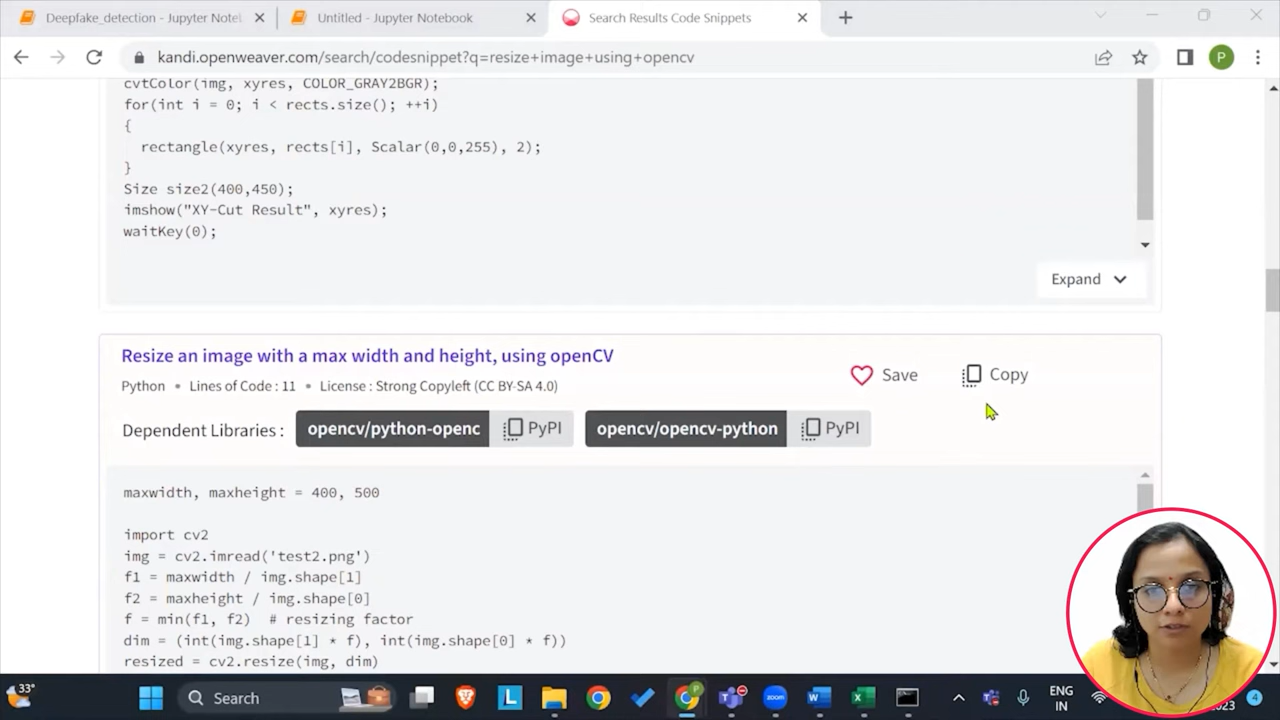 Deepfake_detection - Jupyter Note
Untitled - Jupyter Notebook
Search Results Code Snippets
kandi.openweaver.com/search/codesnippet?q=resize+image+using+opencv
P
cvtColor(img, xyres, COLOR_GRAY2BGR);
for(int i = 0; i < rects.size(); ++i)
{
rectangle(xyres, rects[i], Scalar(0,0,255), 2);
}
Size size2(400,450);
imshow("XY-Cut Result", xyres);
waitKey(0);
Expand
Resize an image with a max width and height, using openCV
Save
Copy
Python • Lines of Code : 11 • License : Strong Copyleft (CC BY-SA 4.0)
Dependent Libraries : opencv/python-openc PyPI opencv/opencv-python PyPI
maxwidth, maxheight = 400, 500
import cv2
img = cv2.imread('test2.png')
f1 = maxwidth / img.shape[1]
f2 = maxheight / img.shape[0]
f = min(f1, f2) # resizing factor
dim = (int(img.shape[1] * f), int(img.shape[0] * f))
resized = cv2.resize(img, dim)
33°
Search
L
P
zoom
W
X
ENG
IN
2023
4